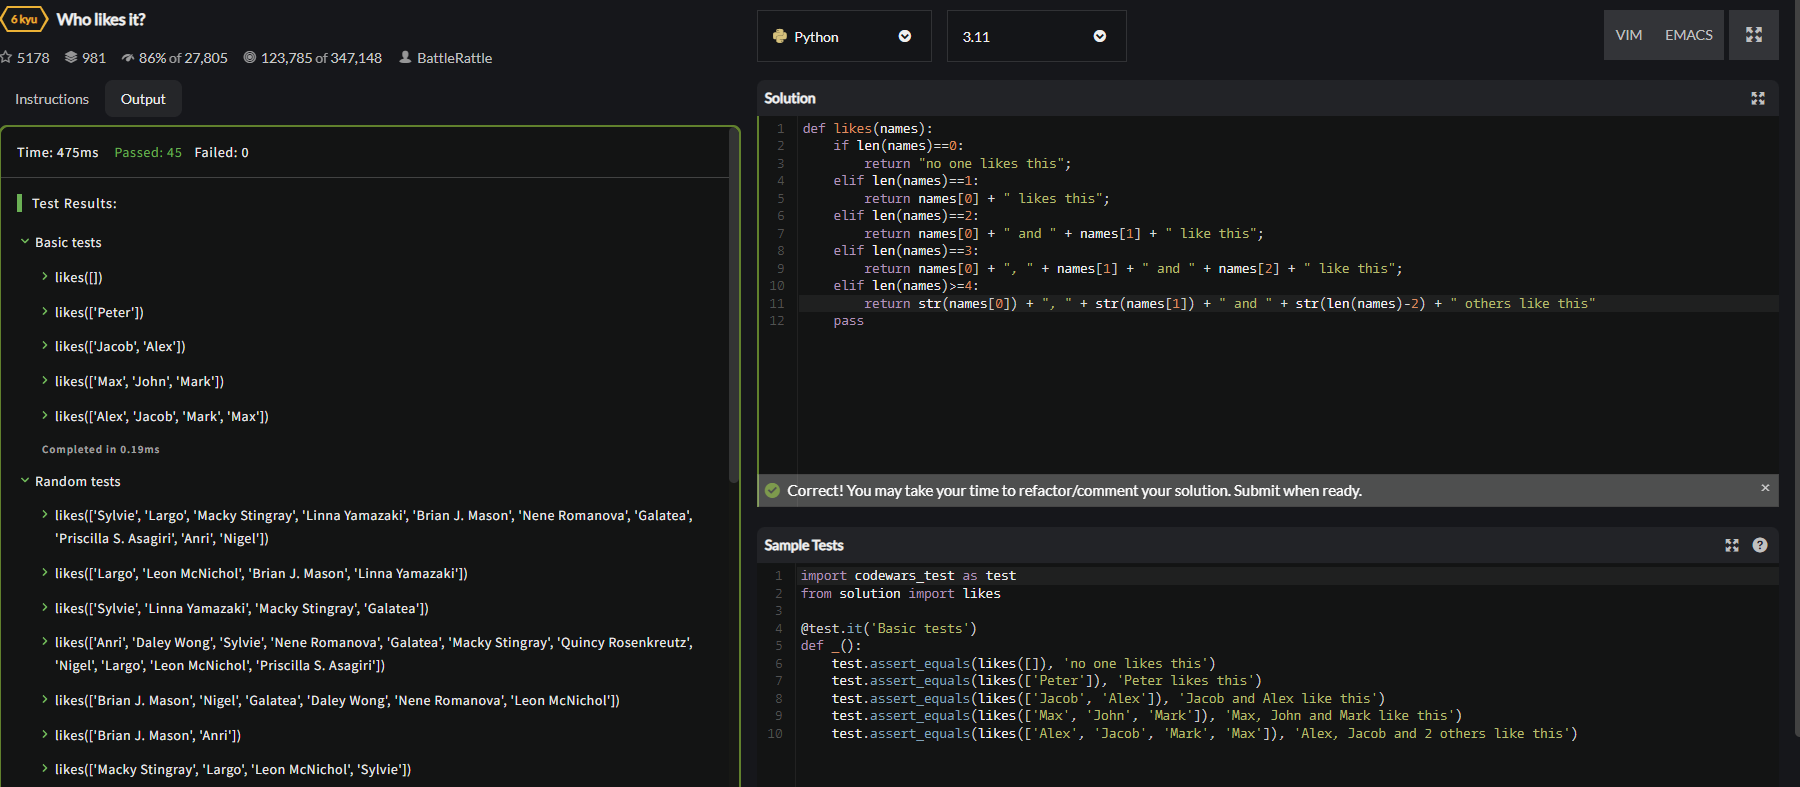 6 kyu Who likes it?
5178 981 86% of 27,805 123,785 of 347,148 BattleRattle
Instructions Output
Time: 475ms Passed: 45 Failed: 0
Test Results:
Basic tests
likes([])
likes(['Peter'])
likes(['Jacob', 'Alex'])
likes(['Max', 'John', 'Mark'])
likes(['Alex', 'Jacob', 'Mark', 'Max'])
Completed in 0.19ms
Random tests
likes(['Sylvie', 'Largo', 'Macky Stingray', 'Linna Yamazaki', 'Brian J. Mason', 'Nene Romanova', 'Galatea',
'Priscilla S. Asagiri', 'Anri', 'Nigel'])
likes(['Largo', 'Leon McNichol', 'Brian J. Mason', 'Linna Yamazaki'])
likes(['Sylvie', 'Linna Yamazaki', 'Macky Stingray', 'Galatea'])
likes(['Anri', 'Daley Wong', 'Sylvie', 'Nene Romanova', 'Galatea', 'Macky Stingray', 'Quincy Rosenkreutz',
'Nigel', 'Largo', 'Leon McNichol', 'Priscilla S. Asagiri'])
likes(['Brian J. Mason', 'Nigel', 'Galatea', 'Daley Wong', 'Nene Romanova', 'Leon McNichol'])
likes(['Brian J. Mason', 'Anri'])
likes(['Macky Stingray', 'Largo', 'Leon McNichol', 'Sylvie'])
Python 3.11 VIM EMACS
Solution
1 def likes(names):
2     if len(names)==0:
3         return "no one likes this";
4     elif len(names)==1:
5         return names[0] + " likes this";
6     elif len(names)==2:
7         return names[0] + " and " + names[1] + " like this";
8     elif len(names)==3:
9         return names[0] + ", " + names[1] + " and " + names[2] + " like this";
10     elif len(names)>=4:
11         return str(names[0]) + ", " + str(names[1]) + " and " + str(len(names)-2) + " others like this"
12     pass
Correct! You may take your time to refactor/comment your solution. Submit when ready. ×
Sample Tests ?
1 import codewars_test as test
2 from solution import likes
3
4 @test.it('Basic tests')
5 def _():
6     test.assert_equals(likes([]), 'no one likes this')
7     test.assert_equals(likes(['Peter']), 'Peter likes this')
8     test.assert_equals(likes(['Jacob', 'Alex']), 'Jacob and Alex like this')
9     test.assert_equals(likes(['Max', 'John', 'Mark']), 'Max, John and Mark like this')
10     test.assert_equals(likes(['Alex', 'Jacob', 'Mark', 'Max']), 'Alex, Jacob and 2 others like this')